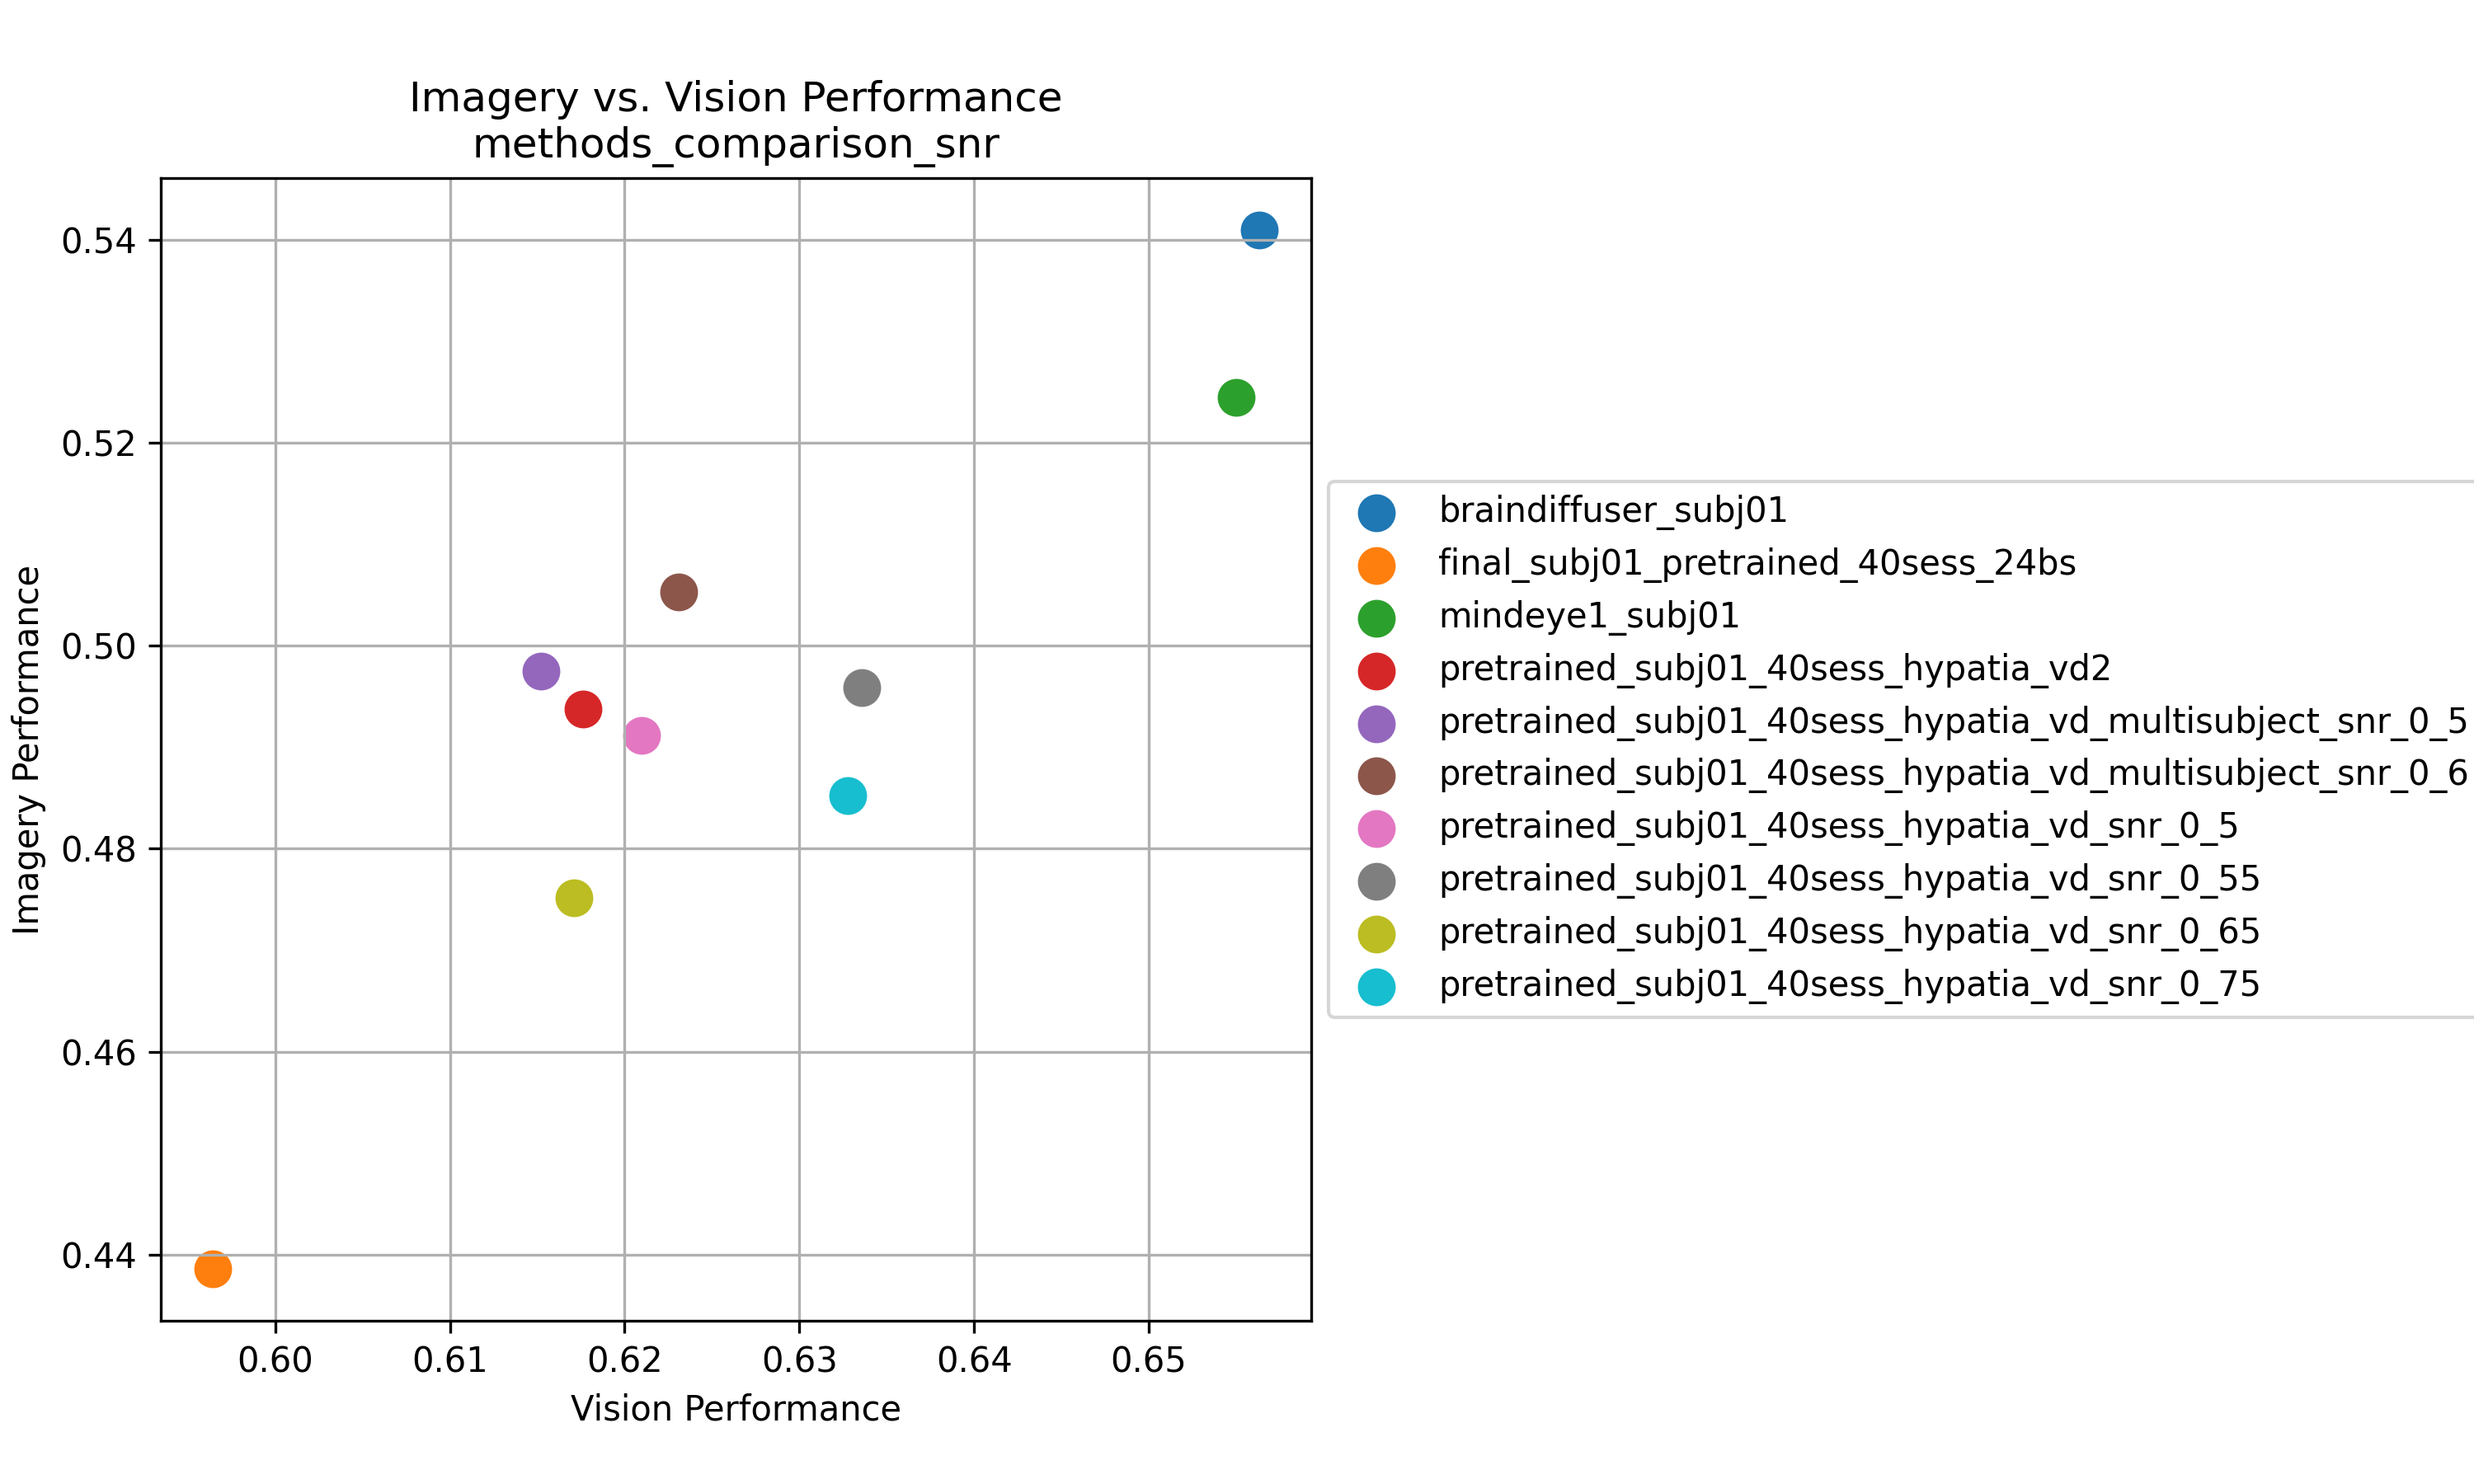 Imagery vs. Vision Performance
methods_comparison_snr
Imagery Performance
0.54
0.52
0.50
0.48
0.46
0.44
0.60 0.61 0.62 0.63 0.64 0.65
Vision Performance
braindiffuser_subj01
final_subj01_pretrained_40sess_24bs
mindeye1_subj01
pretrained_subj01_40sess_hypatia_vd2
pretrained_subj01_40sess_hypatia_vd_multisubject_snr_0_5
pretrained_subj01_40sess_hypatia_vd_multisubject_snr_0_6
pretrained_subj01_40sess_hypatia_vd_snr_0_5
pretrained_subj01_40sess_hypatia_vd_snr_0_55
pretrained_subj01_40sess_hypatia_vd_snr_0_65
pretrained_subj01_40sess_hypatia_vd_snr_0_75